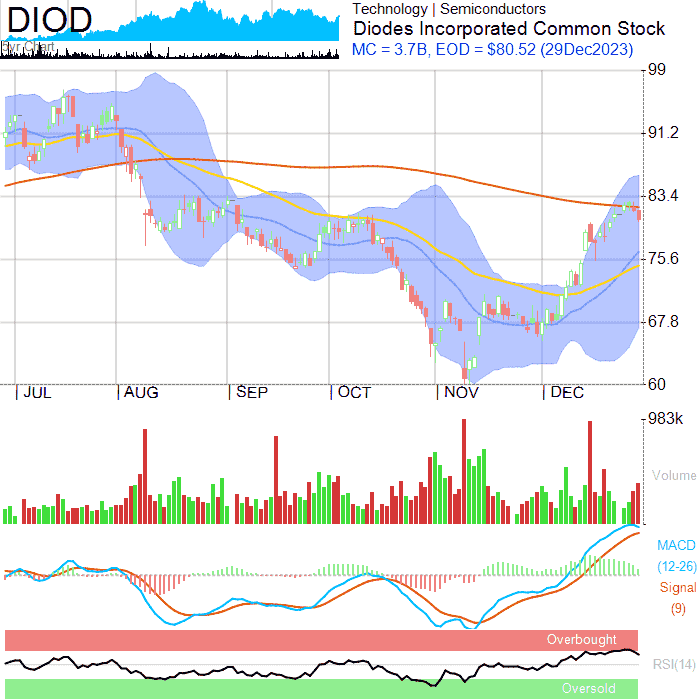 DIOD
5yr Chart
Technology | Semiconductors
Diodes Incorporated Common Stock
MC = 3.7B, EOD = $80.52 (29Dec2023)
99
91.2
83.4
75.6
67.8
60
JUL AUG SEP OCT NOV DEC
983k
Volume
MACD
(12-26)
Signal
(9)
Overbought
RSI(14)
Oversold